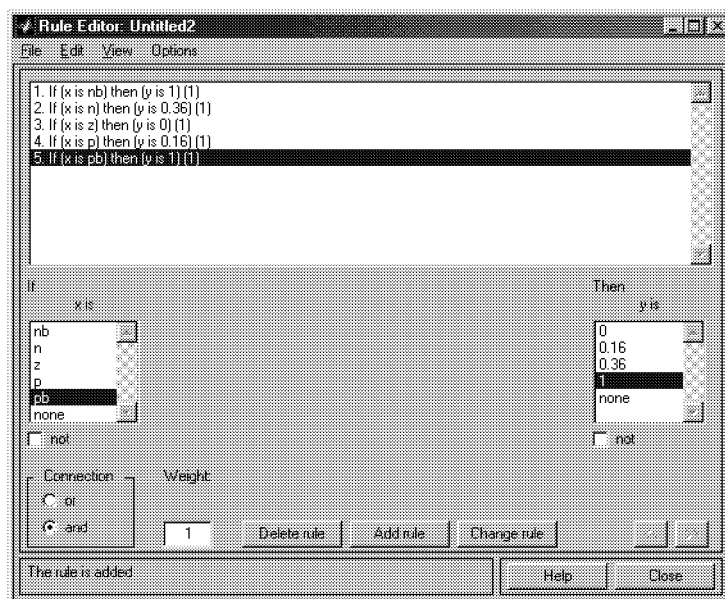 Rule Editor: Untitled2
File Edit View Options
1. If (x is nb) then (y is 1) (1)
2. If (x is n) then (y is 0.36) (1)
3. If (x is z) then (y is 0) (1)
4. If (x is p) then (y is 0.16) (1)
5. If (x is pb) then (y is 1) (1)
If
x is
Then
y is
nb
n
z
p
pb
none
0
0.16
0.36
1
none
not
not
Connection
or
and
Weight:
1
Delete rule
Add rule
Change rule
<<
>>
The rule is added
Help
Close